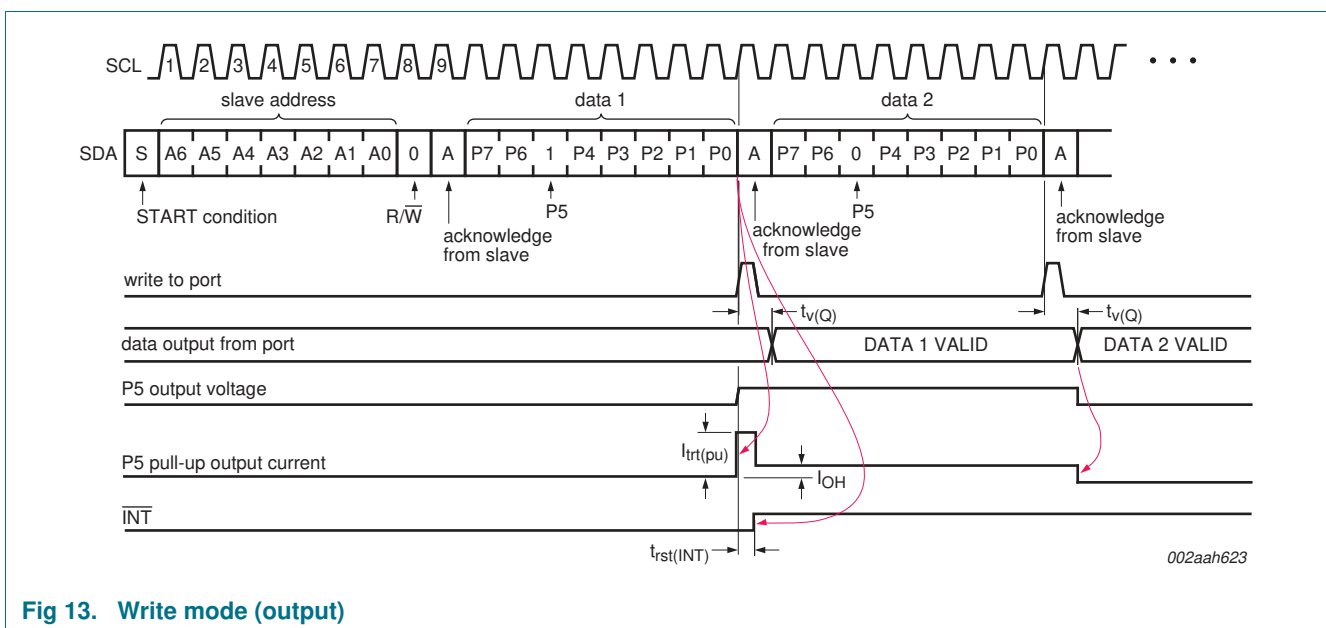 SCL 1 2 3 4 5 6 7 8 9
slave address data 1 data 2
SDA S A6 A5 A4 A3 A2 A1 A0 0 A P7 P6 1 P4 P3 P2 P1 P0 A P7 P6 0 P4 P3 P2 P1 P0 A
START condition R/W̅ acknowledge from slave P5 acknowledge from slave P5 acknowledge from slave
write to port
tv(Q) tv(Q)
data output from port DATA 1 VALID DATA 2 VALID
P5 output voltage
Itrt(pu)
P5 pull-up output current
IOH
I̅N̅T̅
trst(INT)
002aah623
Fig 13. Write mode (output)